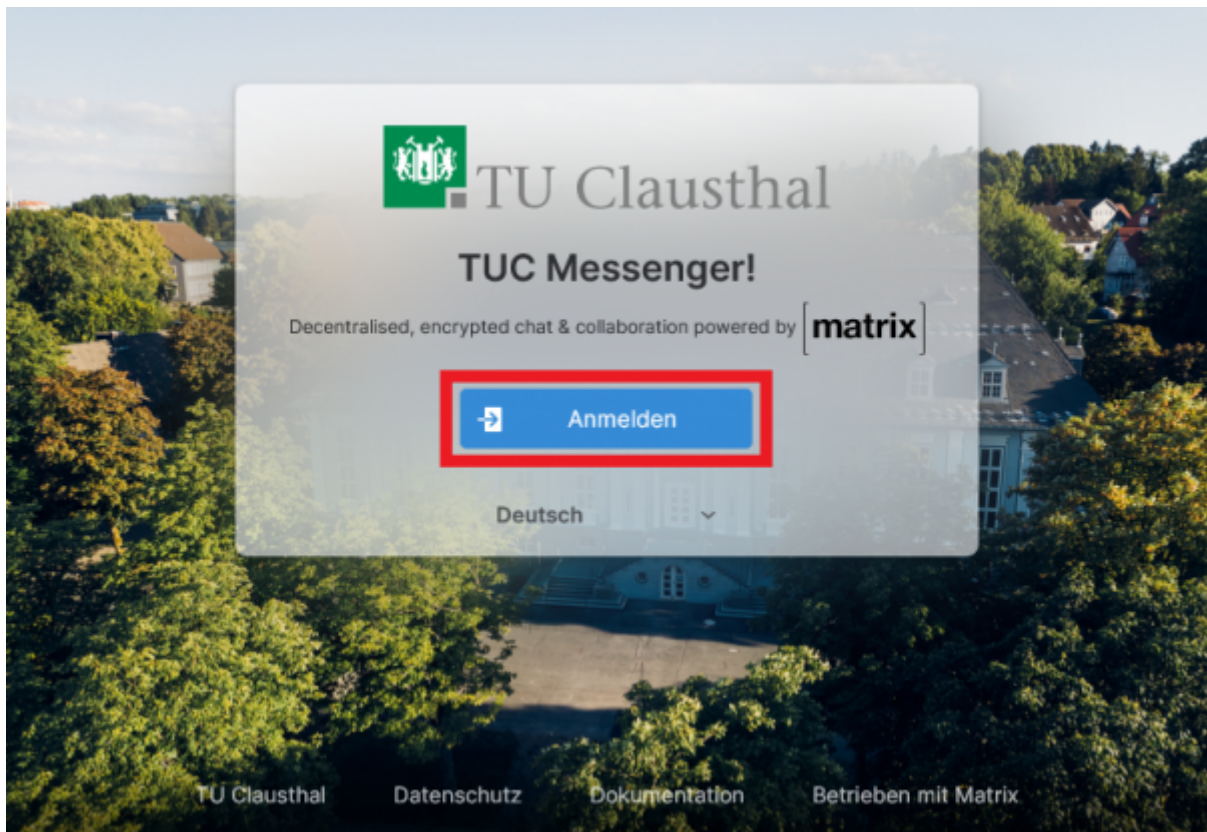 TU Clausthal
TUC Messenger!
Decentralised, encrypted chat & collaboration powered by [matrix]
Anmelden
Deutsch
TU Clausthal Datenschutz Dokumentation Betrieben mit Matrix